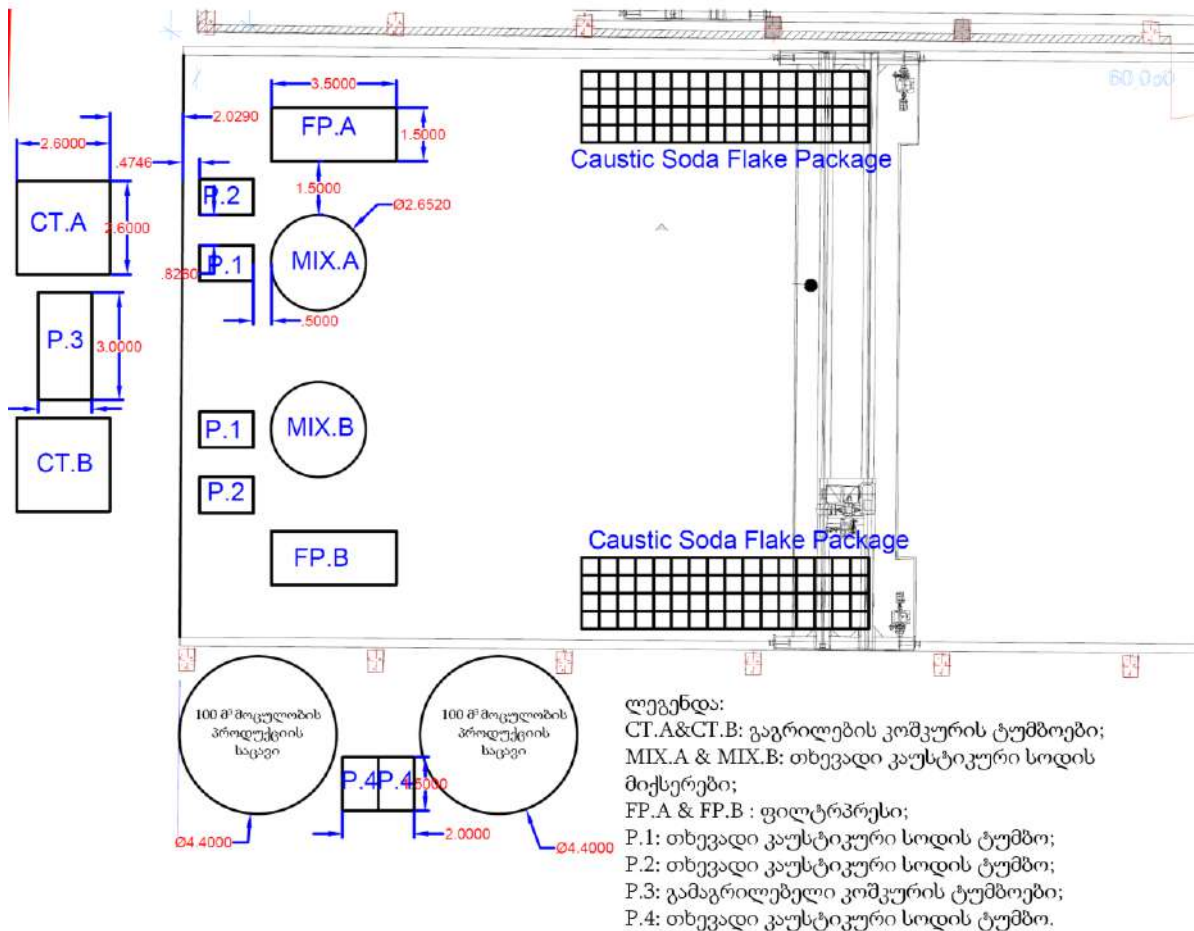 60,0გ0
3.5000
2.0290
FP.A
1.5000
2.6000
.4746
Caustic Soda Flake Package
P.2
1.5000
Ø2.6520
CT.A
2.6000
P.1
MIX.A
.8260
.5000
P.3
3.0000
P.1
MIX.B
CT.B
P.2
Caustic Soda Flake Package
FP.B
100 მ³ მოცულობის
პროდუქციის
საცავი
100 მ³ მოცულობის
პროდუქციის
საცავი
P.4
P.4
1.5000
2.0000
Ø4.4000
Ø4.4000
ლეგენდა:
CT.A&CT.B: გაგრილების კოშკურის ტუმბოები;
MIX.A & MIX.B: თხევადი კაუსტიკური სოდის
მიქსერები;
FP.A & FP.B : ფილტრპრესი;
P.1: თხევადი კაუსტიკური სოდის ტუმბო;
P.2: თხევადი კაუსტიკური სოდის ტუმბო;
P.3: გამაგრილებელი კოშკურის ტუმბოები;
P.4: თხევადი კაუსტიკური სოდის ტუმბო.